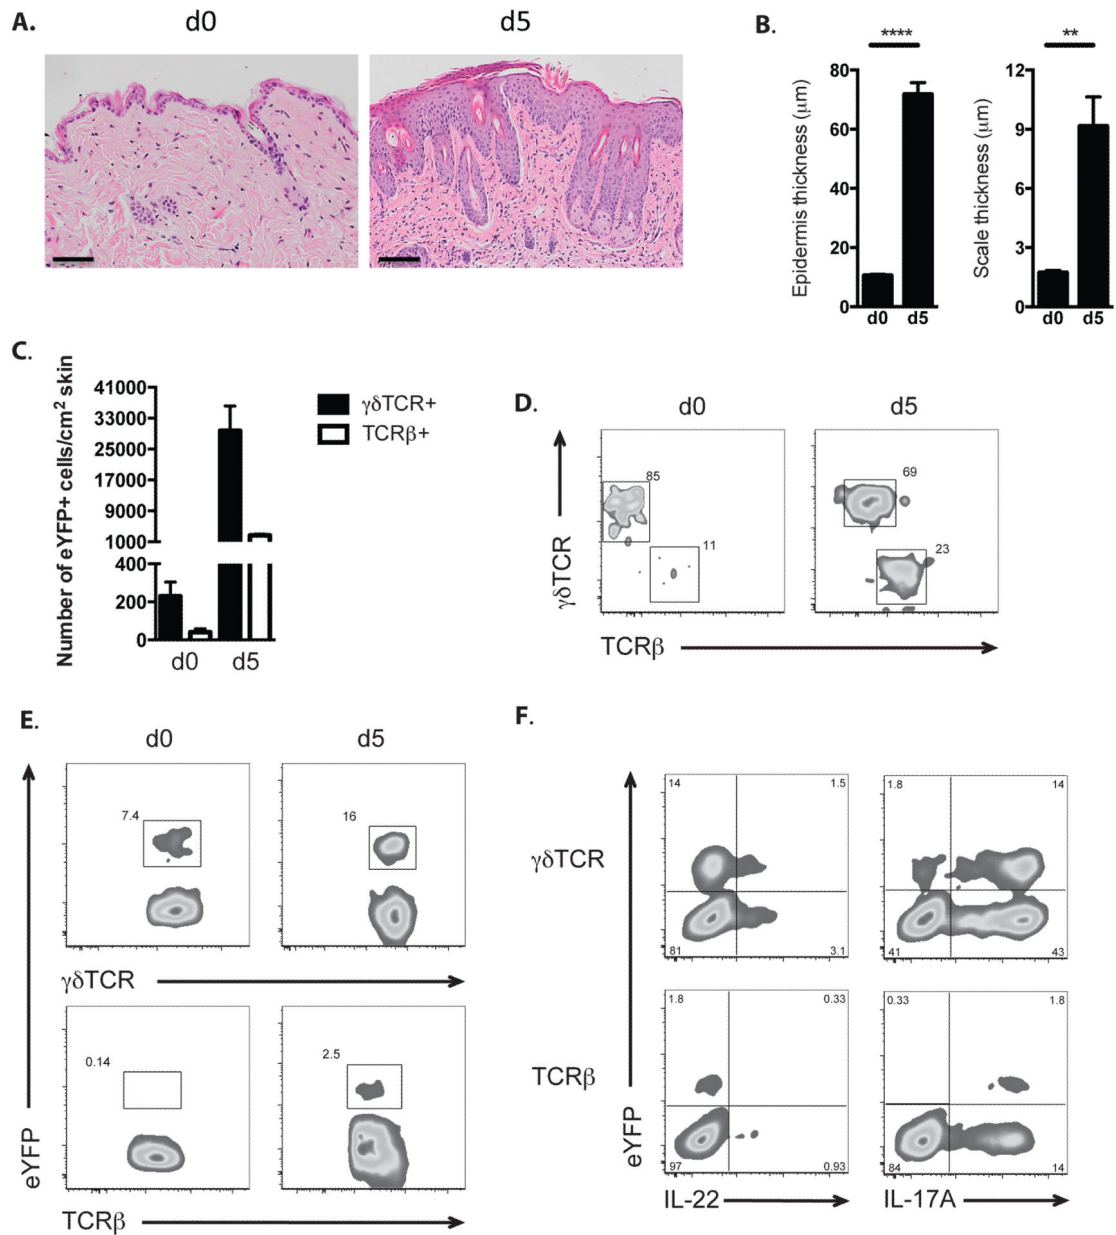 A.
d0
d5
B.
****
**
Epidermis thickness (μm)
80
60
40
20
0
d0
d5
Scale thickness (μm)
12
9
6
3
0
d0
d5
C.
Number of eYFP+ cells/cm² skin
41000
33000
25000
17000
9000
1000
400
200
0
d0
d5
γδTCR+
TCRβ+
D.
d0
d5
γδTCR
85
11
69
23
TCRβ
E.
d0
d5
7.4
16
γδTCR
0.14
2.5
eYFP
TCRβ
F.
γδTCR
14
1.5
81
3.1
1.8
14
41
43
TCRβ
1.8
0.33
97
0.93
0.33
1.8
84
14
eYFP
IL-22
IL-17A